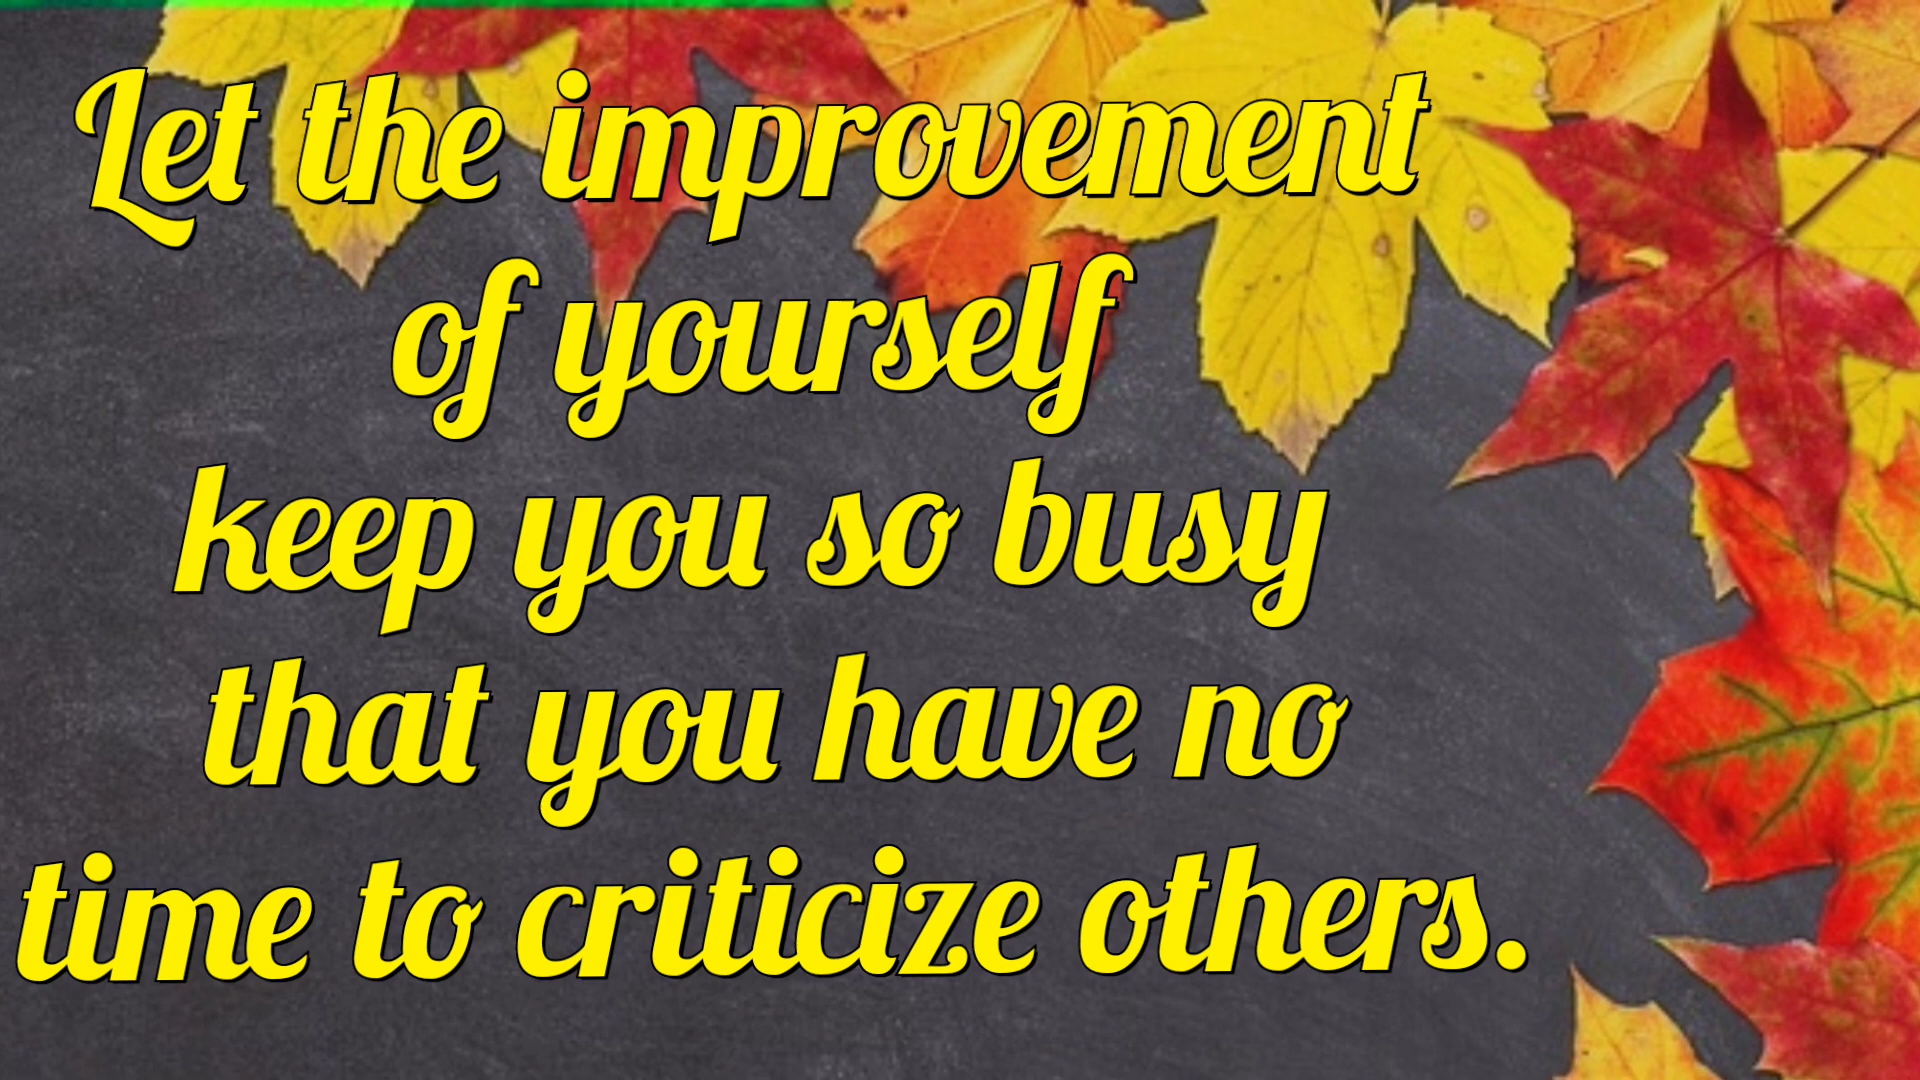 Let the improvement
of yourself
keep you so busy
that you have no
time to criticize others.